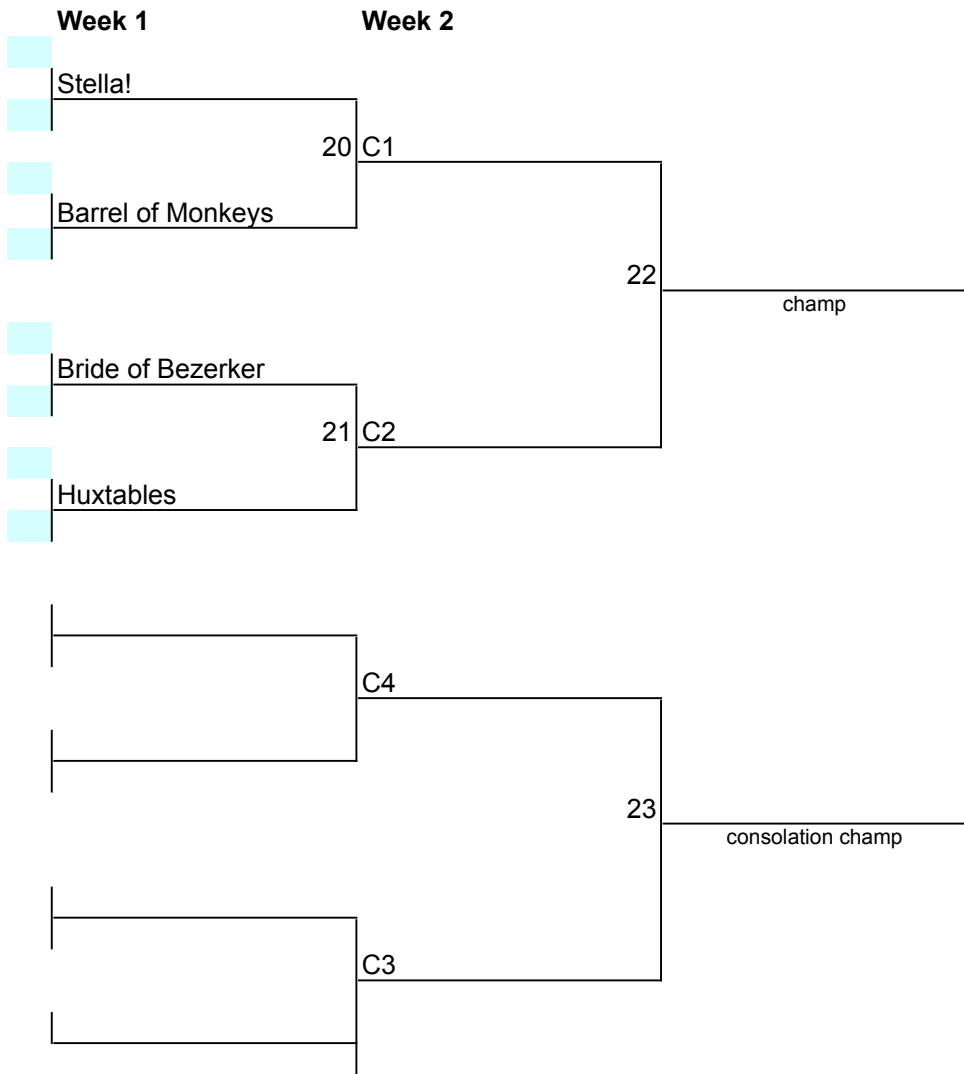 Week 1 Week 2
Stella!
20 C1
Barrel of Monkeys
22
champ
Bride of Bezerker
21 C2
Huxtables
C4
23
consolation champ
C3